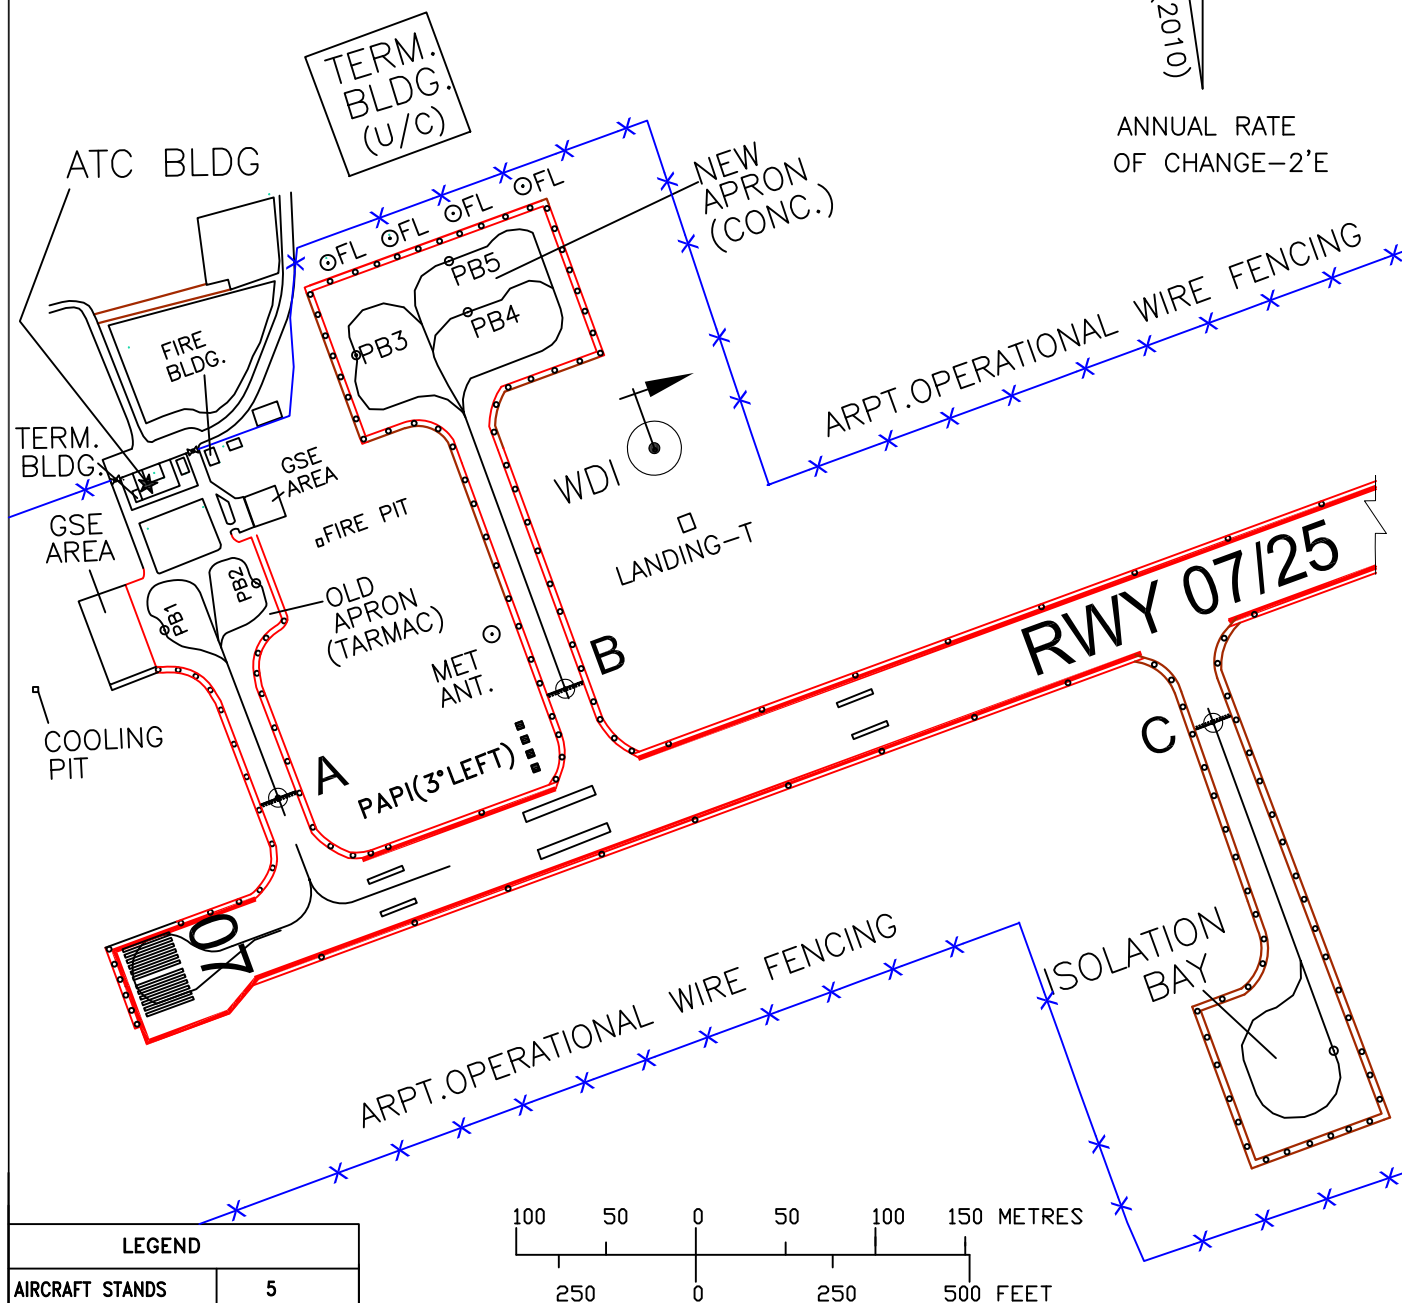 2010)
ANNUAL RATE
OF CHANGE-2'E
TERM.
BLDG.
(U/C)
ATC BLDG
NEW
APRON
(CONC.)
FL
FL
FL
FL
PB5
PB4
PB3
FIRE
BLDG.
ARPT.OPERATIONAL WIRE FENCING
TERM.
BLDG.
GSE
AREA
WDI
GSE
AREA
FIRE PIT
LANDING-T
RWY 07/25
PB2
PB1
OLD
APRON
(TARMAC)
MET
ANT.
B
C
COOLING
PIT
A
PAPI(3°LEFT)
07
ARPT.OPERATIONAL WIRE FENCING
ISOLATION
BAY
100 50 0 50 100 150 METRES
250 0 250 500 FEET
LEGEND
AIRCRAFT STANDS 5